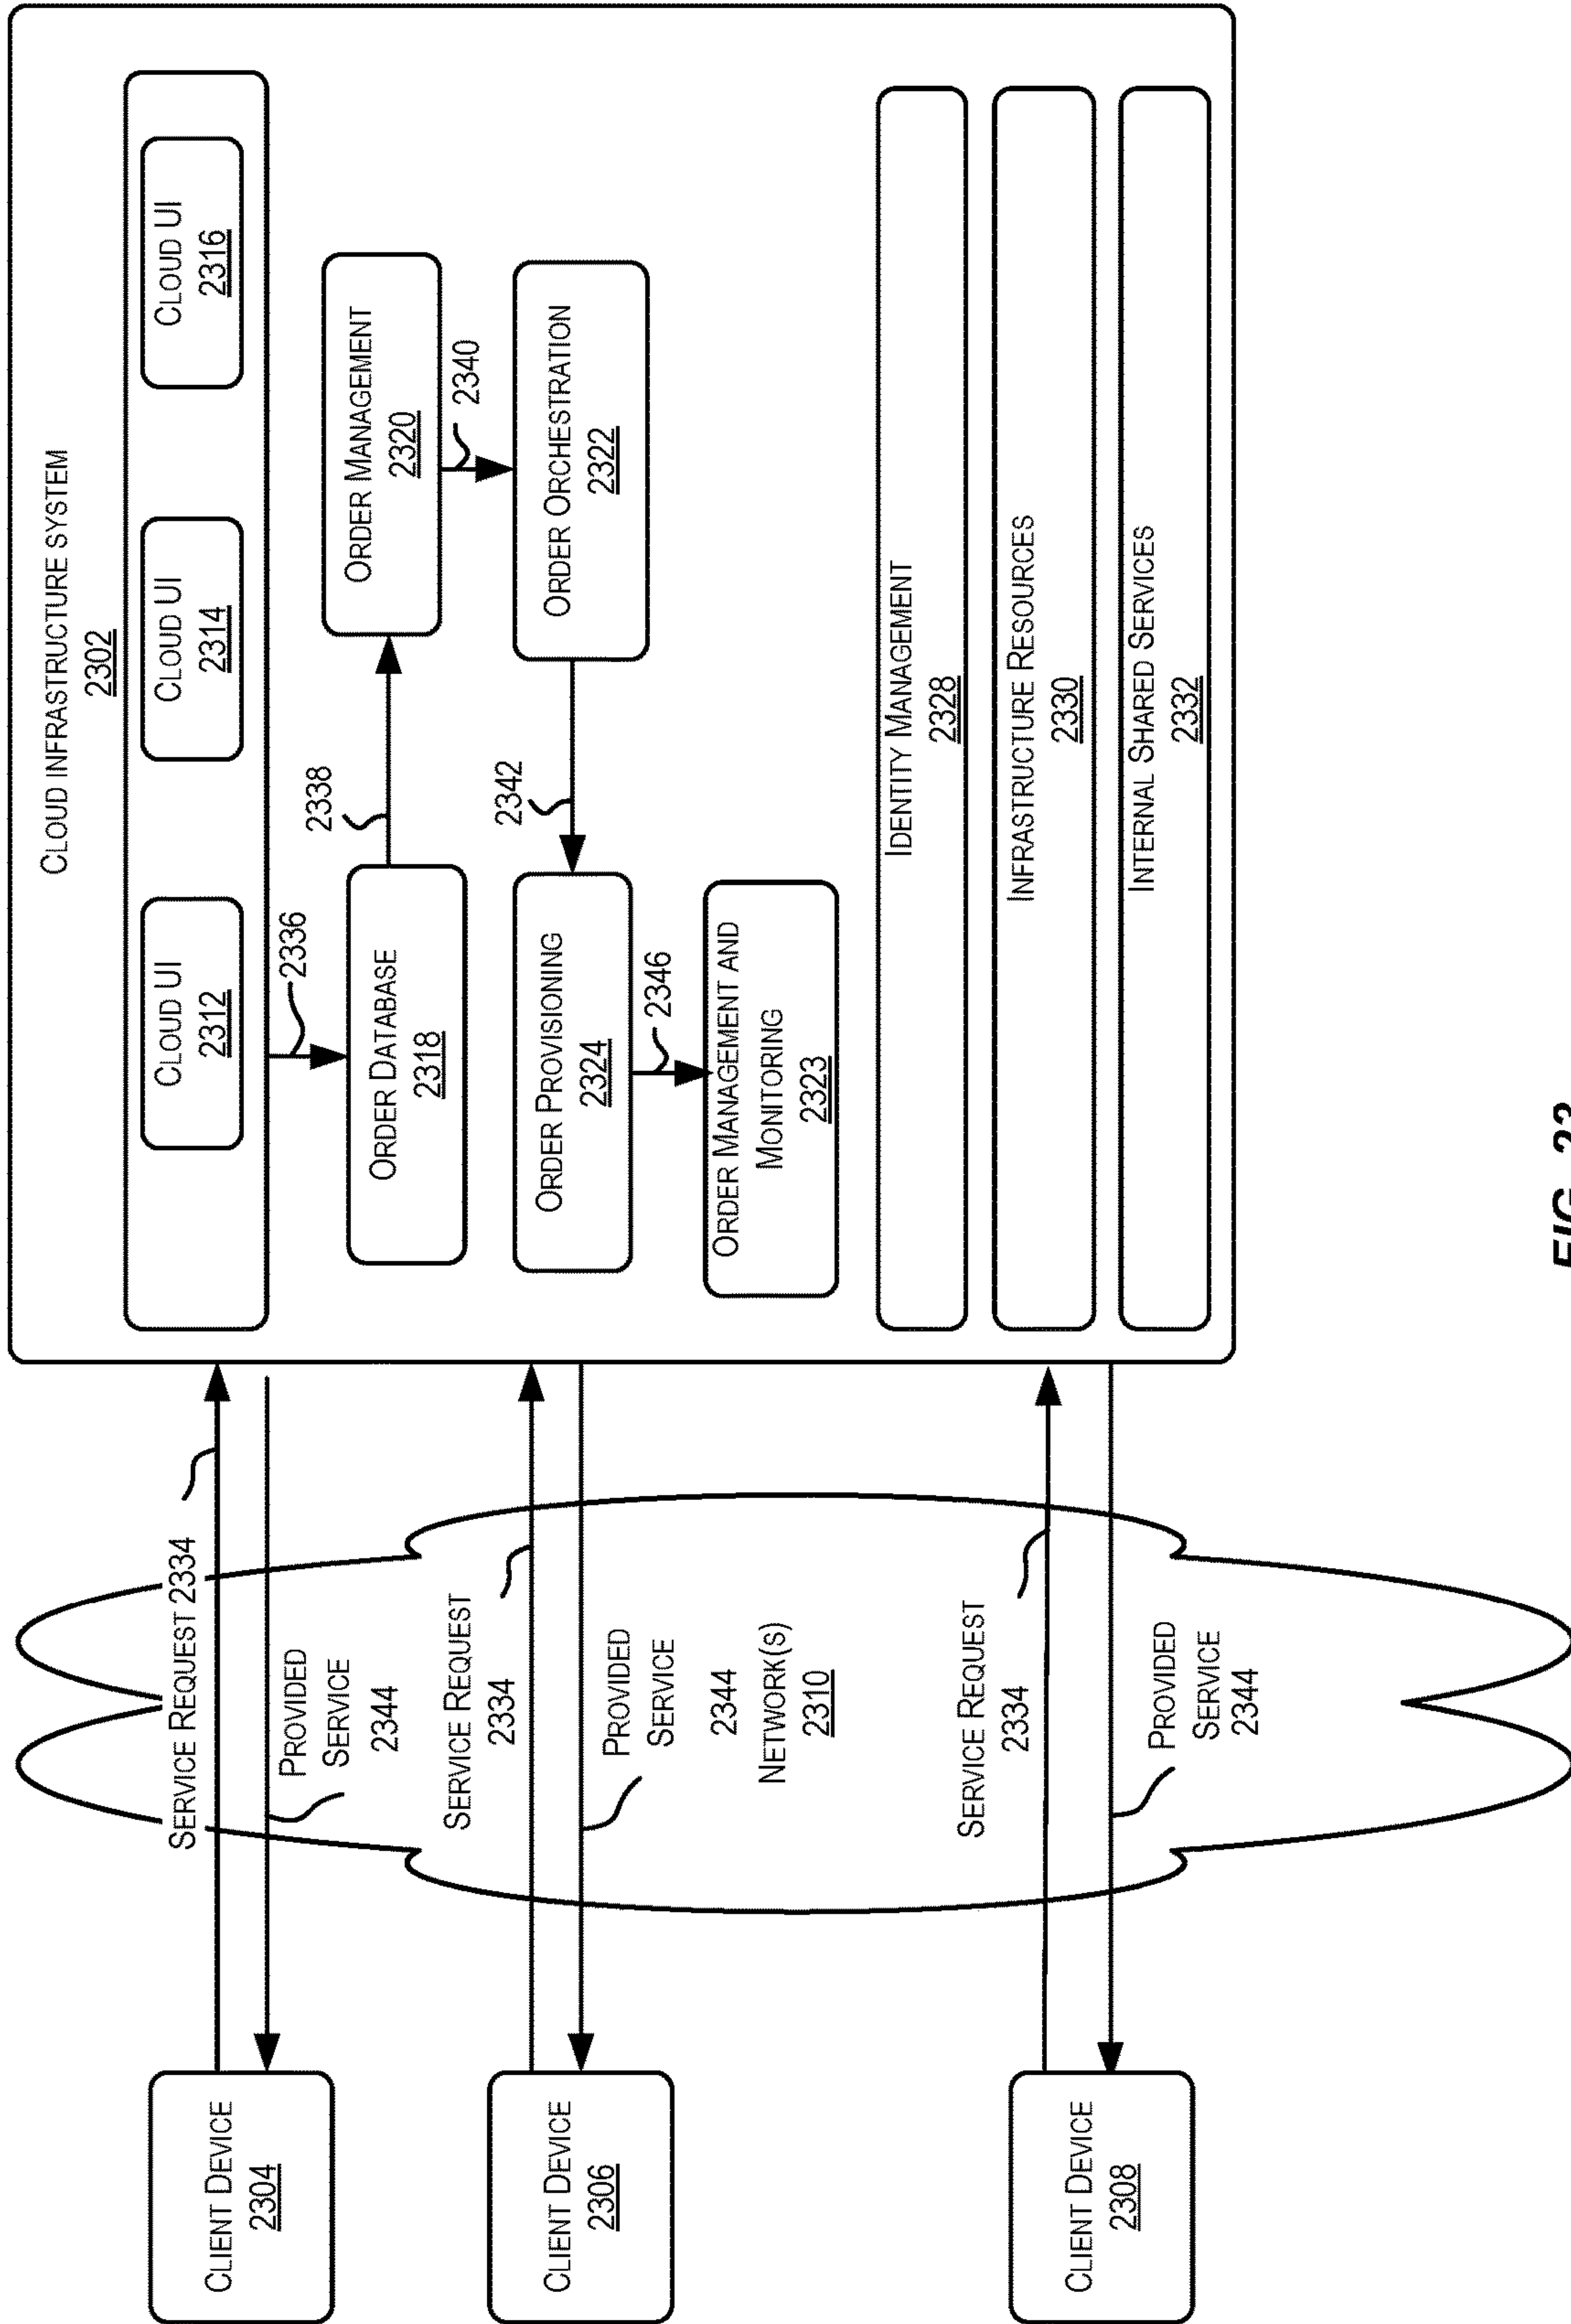 CLOUD INFRASTRUCTURE SYSTEM
2302
CLOUD UI
2312
CLOUD UI
2314
CLOUD UI
2316
2336
ORDER DATABASE
2318
2338
ORDER MANAGEMENT
2320
2340
ORDER ORCHESTRATION
2322
2342
ORDER PROVISIONING
2324
2346
ORDER MANAGEMENT AND
MONITORING
2323
IDENTITY MANAGEMENT
2328
INFRASTRUCTURE RESOURCES
2330
INTERNAL SHARED SERVICES
2332
CLIENT DEVICE
2304
SERVICE REQUEST 2334
PROVIDED
SERVICE
2344
CLIENT DEVICE
2306
SERVICE REQUEST
2334
PROVIDED
SERVICE
2344
NETWORK(S)
2310
CLIENT DEVICE
2308
SERVICE REQUEST
2334
PROVIDED
SERVICE
2344
FIG. 23